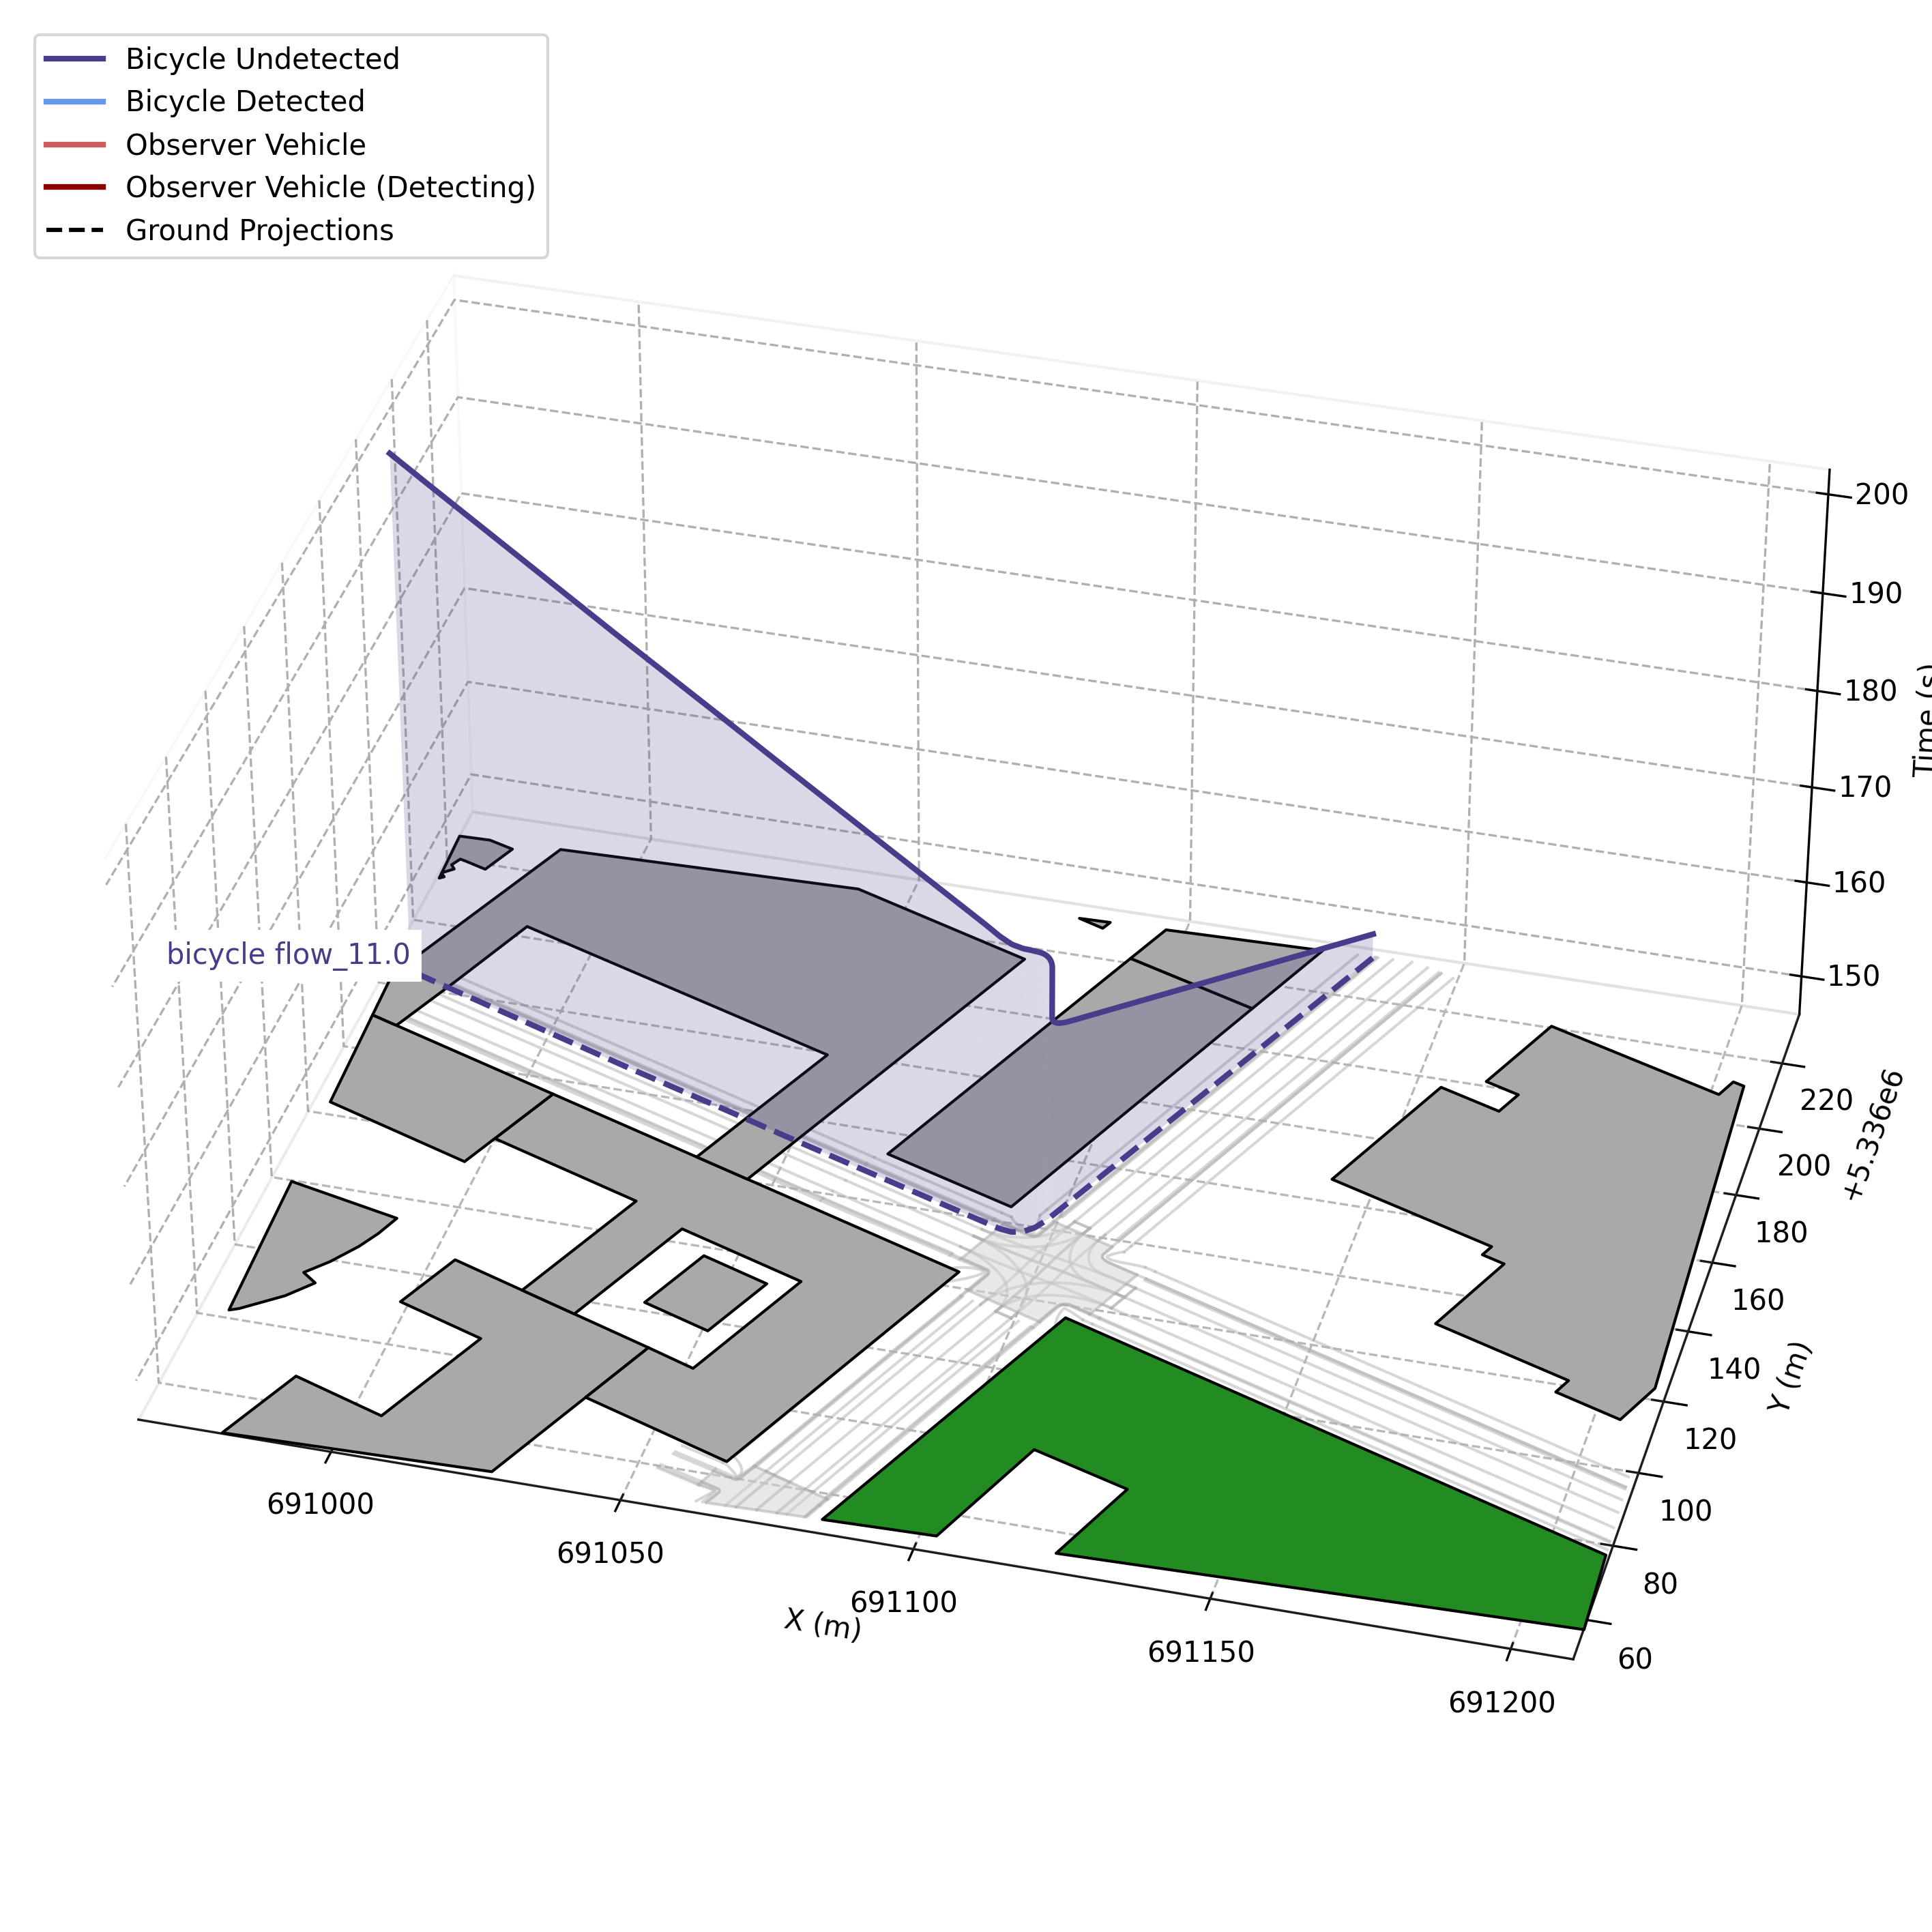 Bicycle Undetected
Bicycle Detected
Observer Vehicle
Observer Vehicle (Detecting)
Ground Projections
200
190
180
170
160
150
Time (s)
bicycle flow_11.0
220
200
180
160
140
120
100
80
60
+5.336e6
Y (m)
691000
691050
691100
691150
691200
X (m)